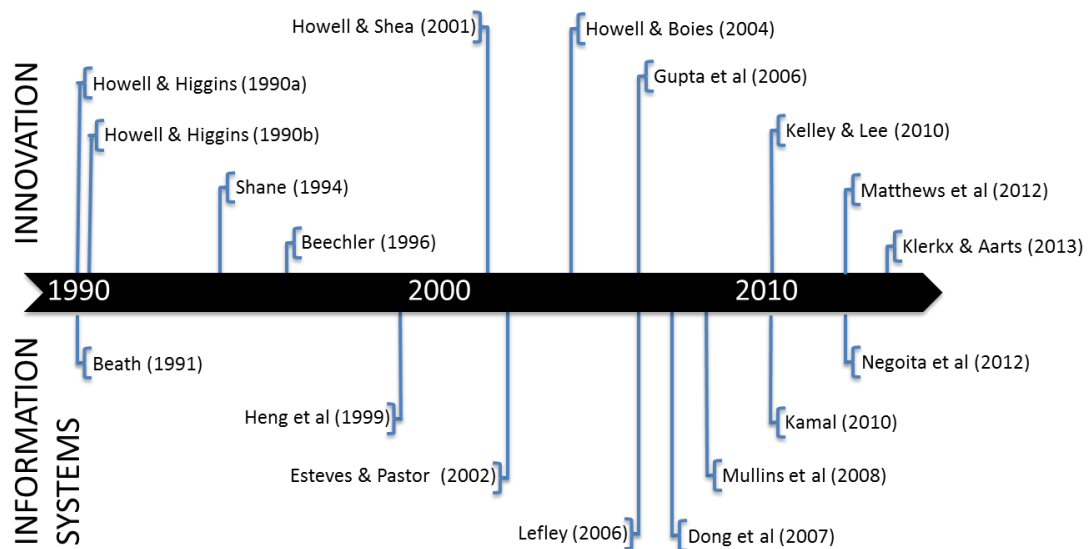 INNOVATION
Howell & Shea (2001)
Howell & Boies (2004)
Howell & Higgins (1990a)
Gupta et al (2006)
Howell & Higgins (1990b)
Kelley & Lee (2010)
Shane (1994)
Matthews et al (2012)
Beechler (1996)
Klerkx & Aarts (2013)
1990 2000 2010
INFORMATION
SYSTEMS
Beath (1991)
Negoita et al (2012)
Heng et al (1999)
Kamal (2010)
Esteves & Pastor (2002)
Mullins et al (2008)
Lefley (2006)
Dong et al (2007)